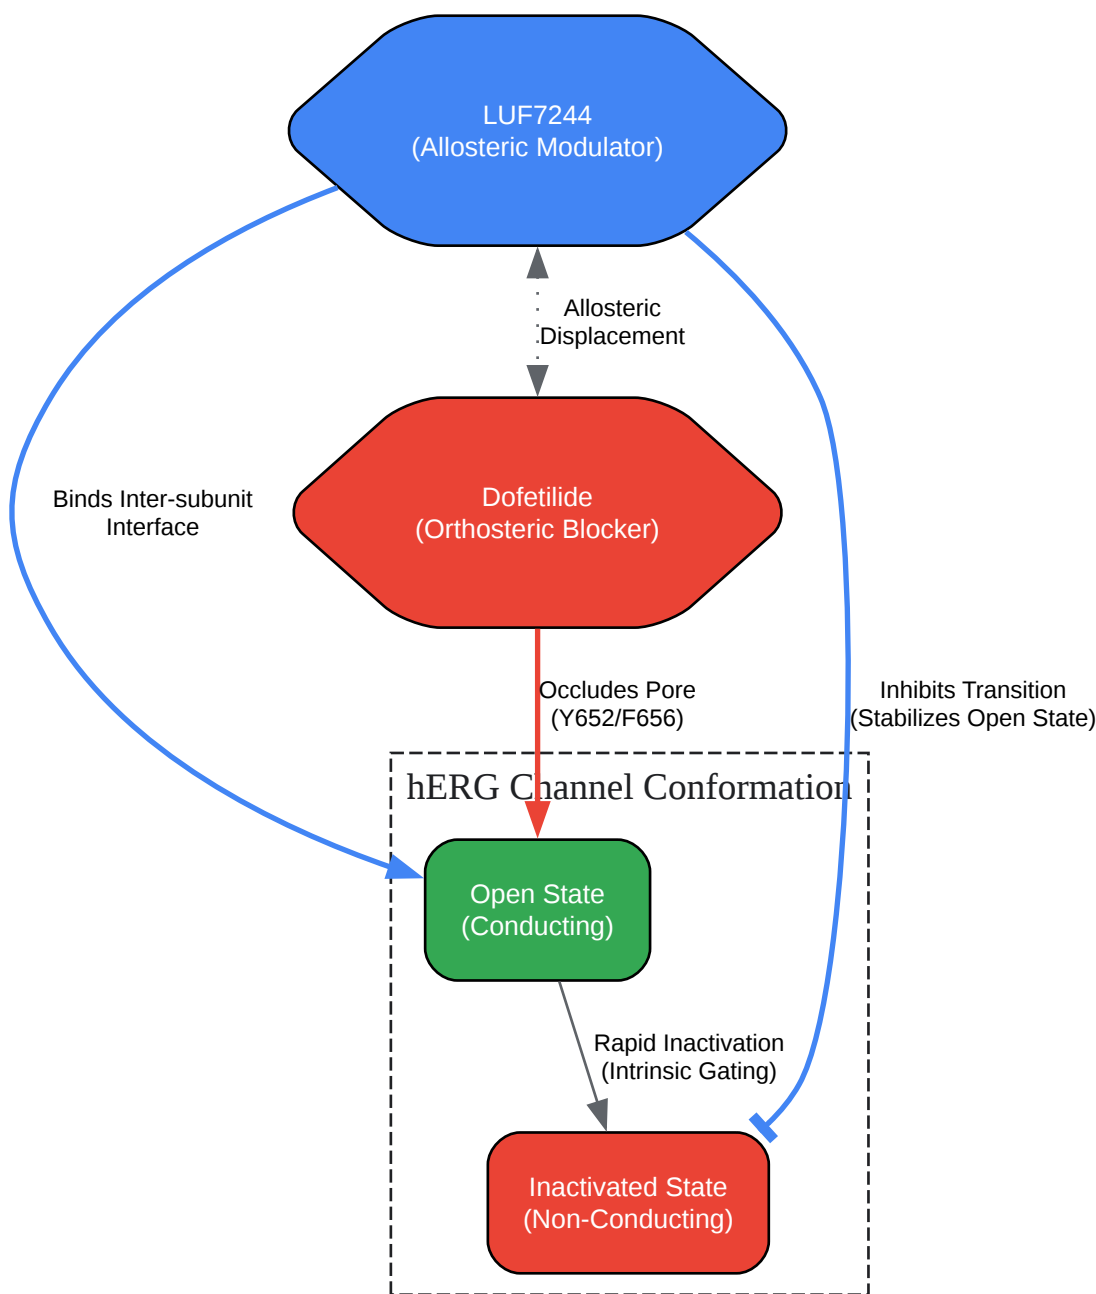 LUF7244
(Allosteric Modulator)
Allosteric
Displacement
Binds Inter-subunit
Interface
Dofetilide
(Orthosteric Blocker)
Occludes Pore
(Y652/F656)
Inhibits Transition
(Stabilizes Open State)
hERG Channel Conformation
Open State
(Conducting)
Rapid Inactivation
(Intrinsic Gating)
Inactivated State
(Non-Conducting)